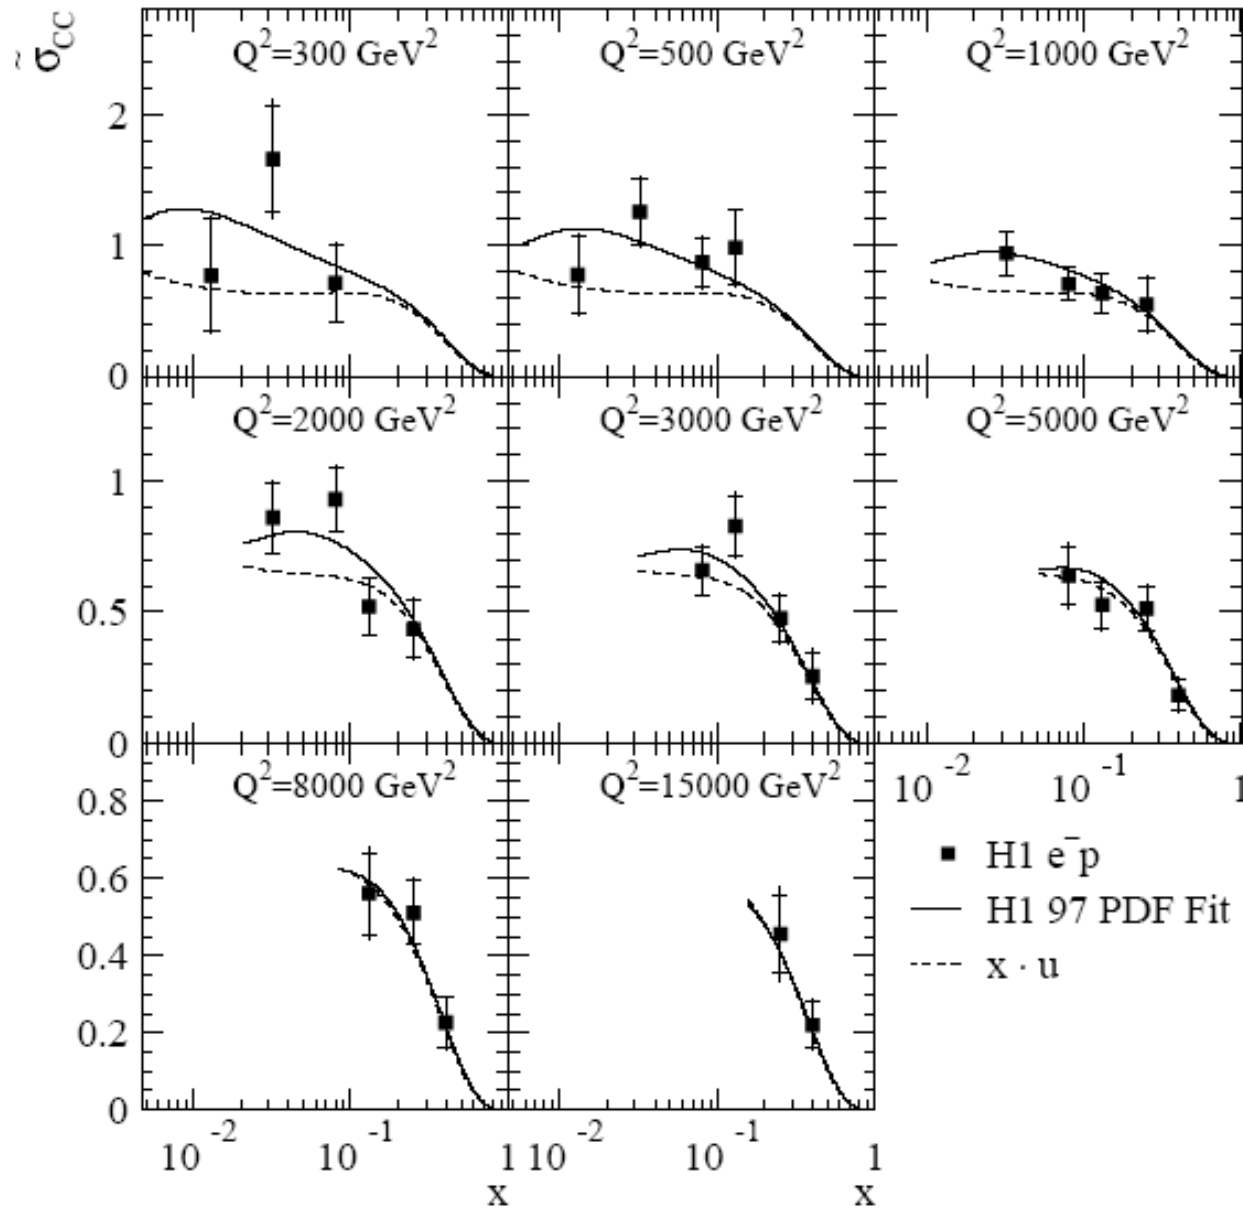 σ̃CC
Q²=300 GeV²
Q²=500 GeV²
Q²=1000 GeV²
2
1
0
Q²=2000 GeV²
Q²=3000 GeV²
Q²=5000 GeV²
1
0.5
0
10⁻² 10⁻¹ 1
Q²=8000 GeV²
Q²=15000 GeV²
0.8
0.6
0.4
0.2
0
H1 e⁻p
H1 97 PDF Fit
x · u
10⁻² 10⁻¹ 1 10⁻² 10⁻¹ 1
x x